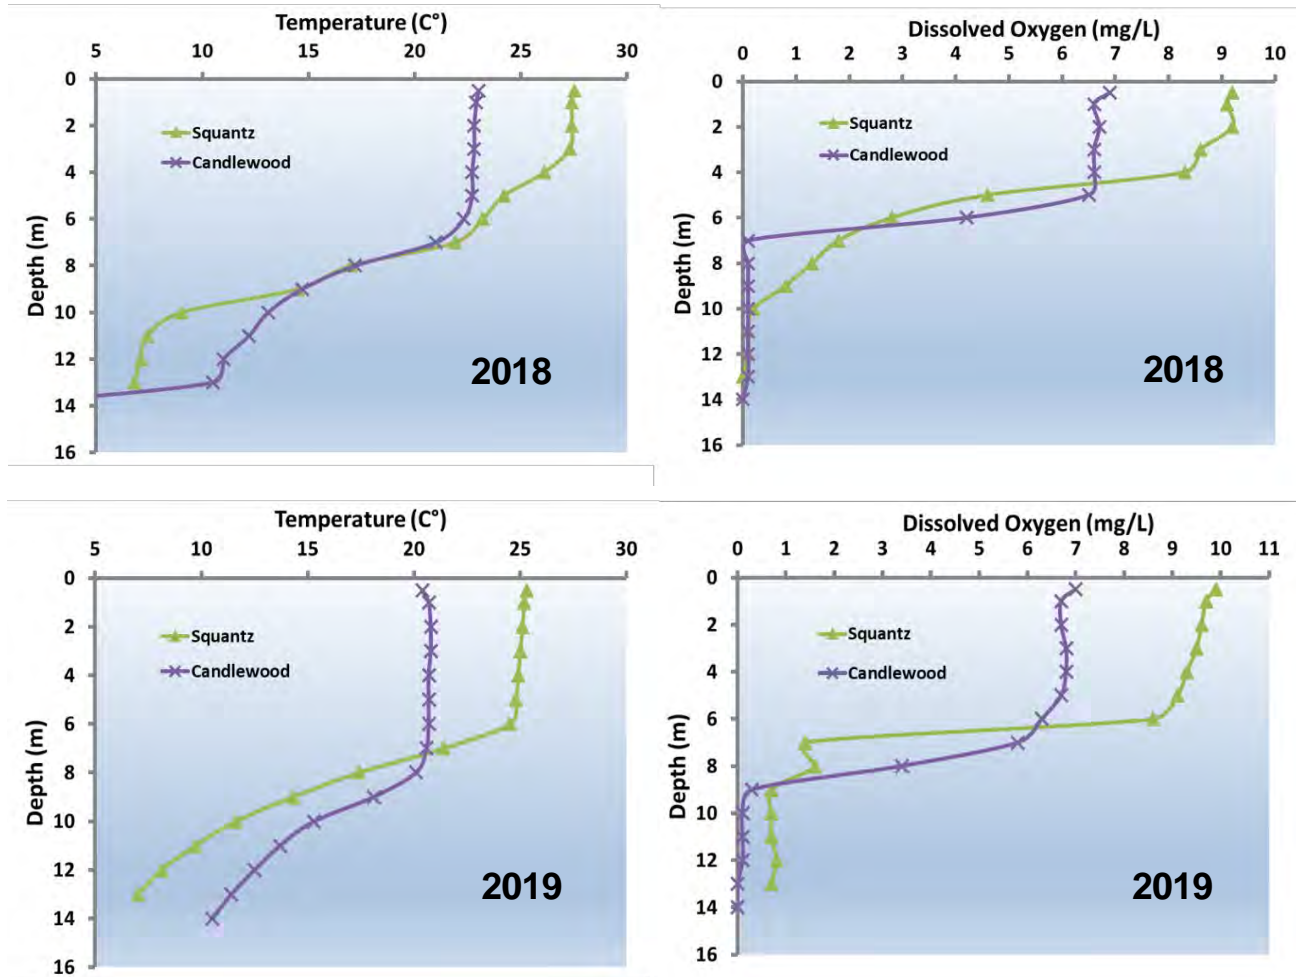 Temperature (C°)
5 10 15 20 25 30
0
2
4
6
8
10
12
14
16
Depth (m)
Squantz
Candlewood
2018
Dissolved Oxygen (mg/L)
0 1 2 3 4 5 6 7 8 9 10
0
2
4
6
8
10
12
14
16
Depth (m)
Squantz
Candlewood
2018
Temperature (C°)
5 10 15 20 25 30
0
2
4
6
8
10
12
14
16
Depth (m)
Squantz
Candlewood
2019
Dissolved Oxygen (mg/L)
0 1 2 3 4 5 6 7 8 9 10 11
0
2
4
6
8
10
12
14
16
Depth (m)
Squantz
Candlewood
2019